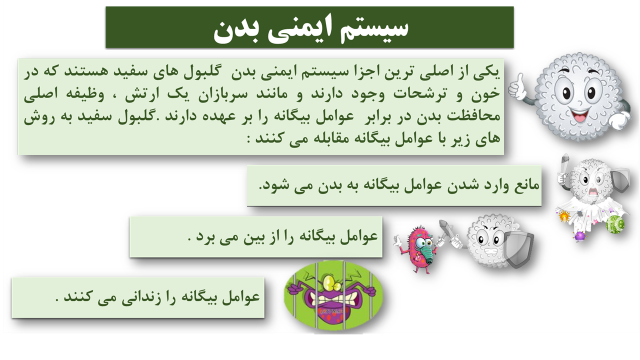 سیستم ایمنی بدن
یکی از اصلی ترین اجزا سیستم ایمنی بدن گلبول های سفید هستند که در
خون و ترشحات وجود دارند و مانند سربازان یک ارتش ، وظیفه اصلی
محافظت بدن در برابر عوامل بیگانه را بر عهده دارند .گلبول سفید به روش
های زیر با عوامل بیگانه مقابله می کنند :
مانع وارد شدن عوامل بیگانه به بدن می شود.
عوامل بیگانه را از بین می برد .
عوامل بیگانه را زندانی می کنند .